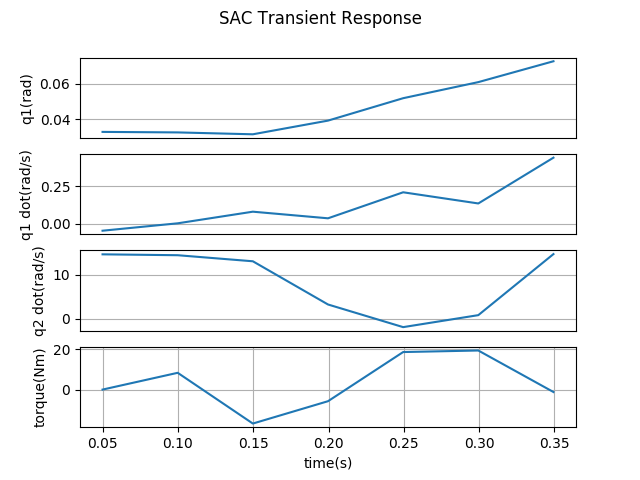 SAC Transient Response
q1(rad)
0.06
0.04
q1 dot(rad/s)
0.25
0.00
q2 dot(rad/s)
10
0
torque(Nm)
20
0
0.05 0.10 0.15 0.20 0.25 0.30 0.35
time(s)